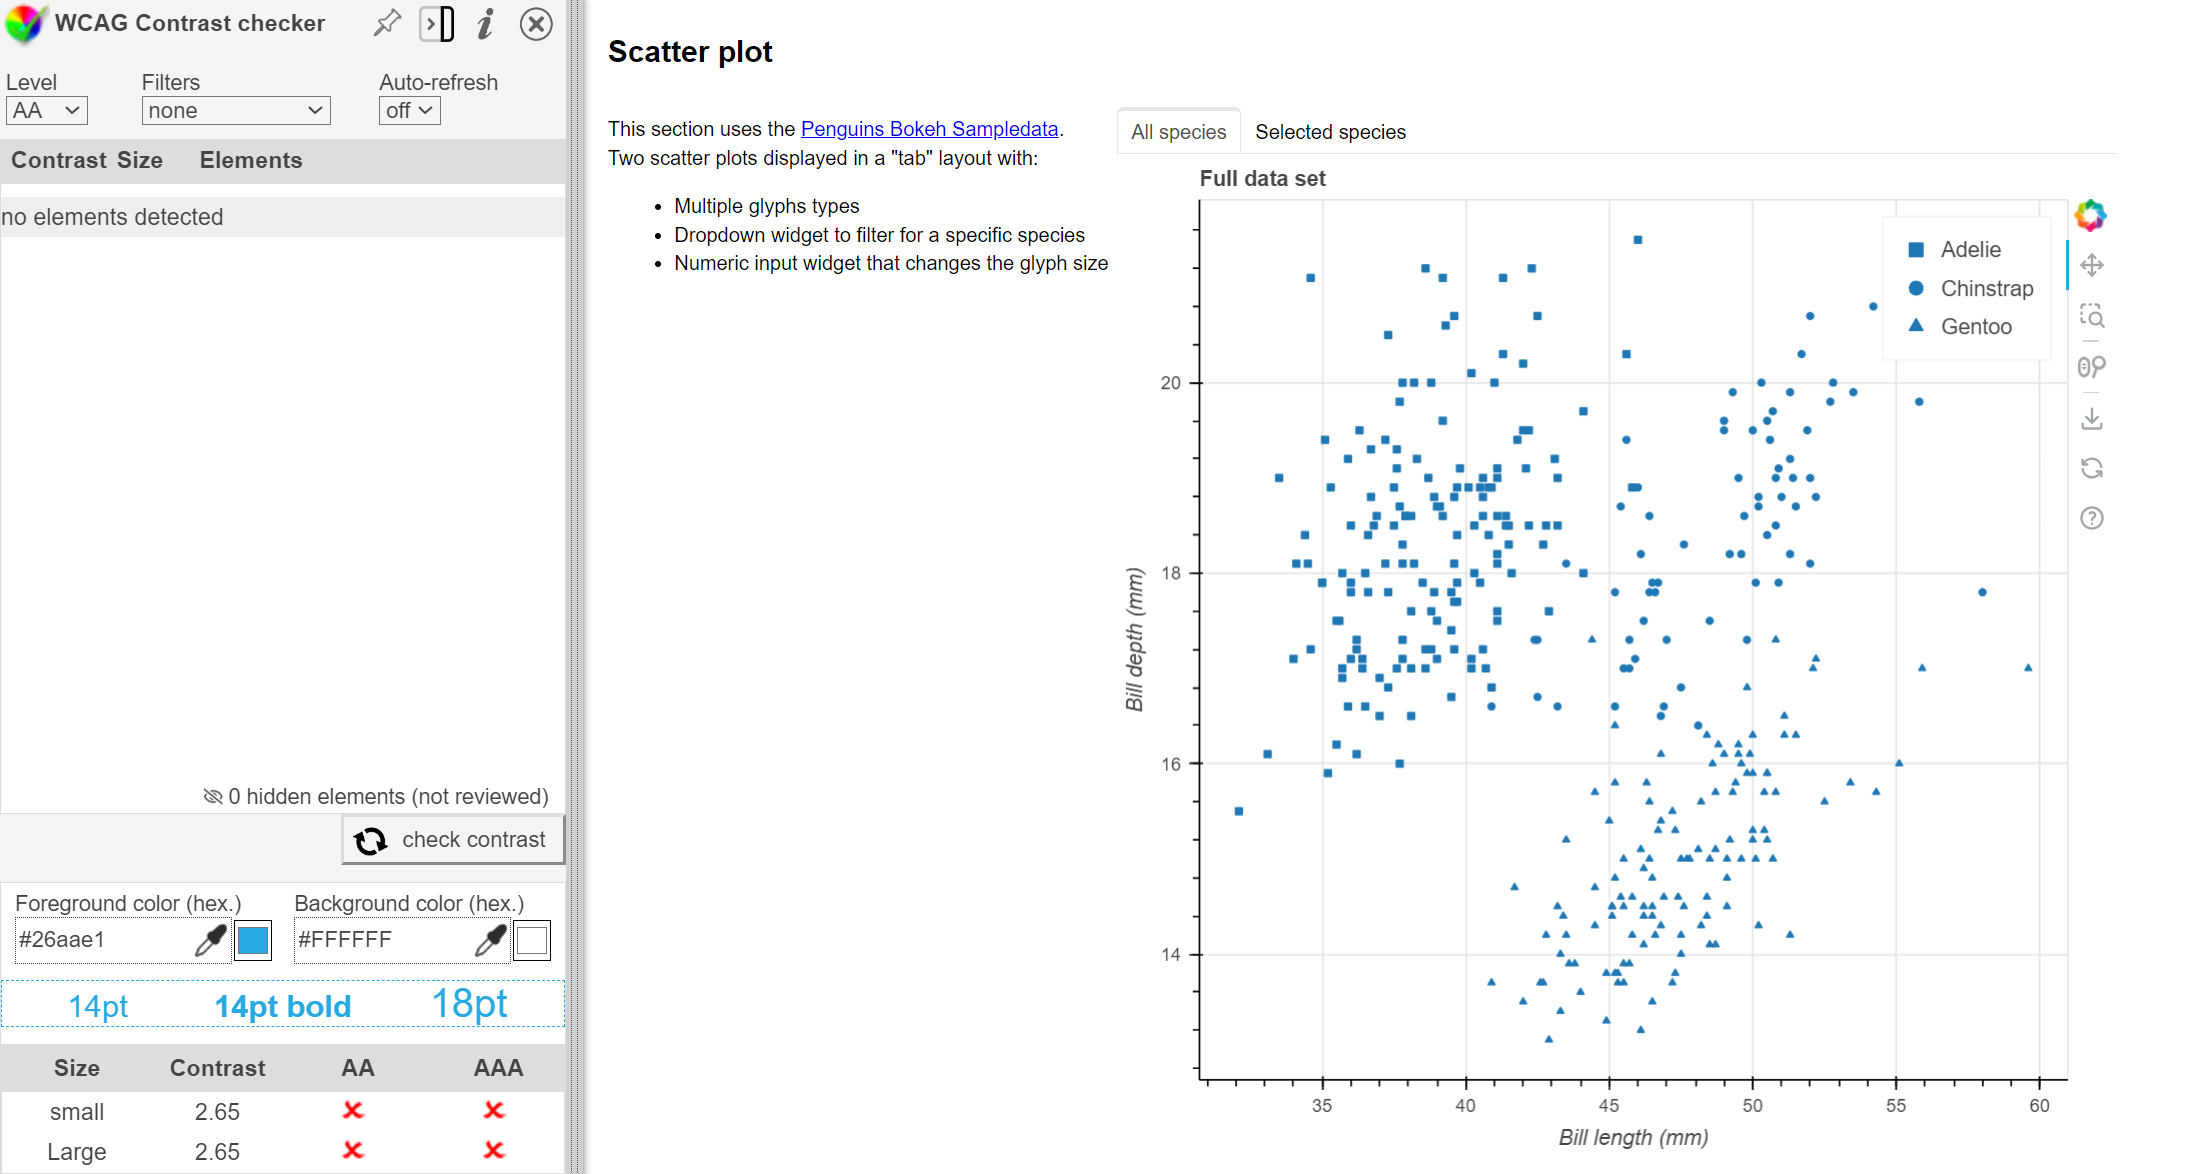 WCAG Contrast checker
Level Filters Auto-refresh
AA none off
Contrast Size Elements
no elements detected
0 hidden elements (not reviewed)
check contrast
Foreground color (hex.) Background color (hex.)
#26aae1 #FFFFFF
14pt 14pt bold 18pt
Size Contrast AA AAA
small 2.65
Large 2.65
Scatter plot
This section uses the Penguins Bokeh Sampledata.
Two scatter plots displayed in a "tab" layout with:
• Multiple glyphs types
• Dropdown widget to filter for a specific species
• Numeric input widget that changes the glyph size
All species Selected species
Full data set
Adelie
Chinstrap
Gentoo
Bill depth (mm)
20
18
16
14
35 40 45 50 55 60
Bill length (mm)